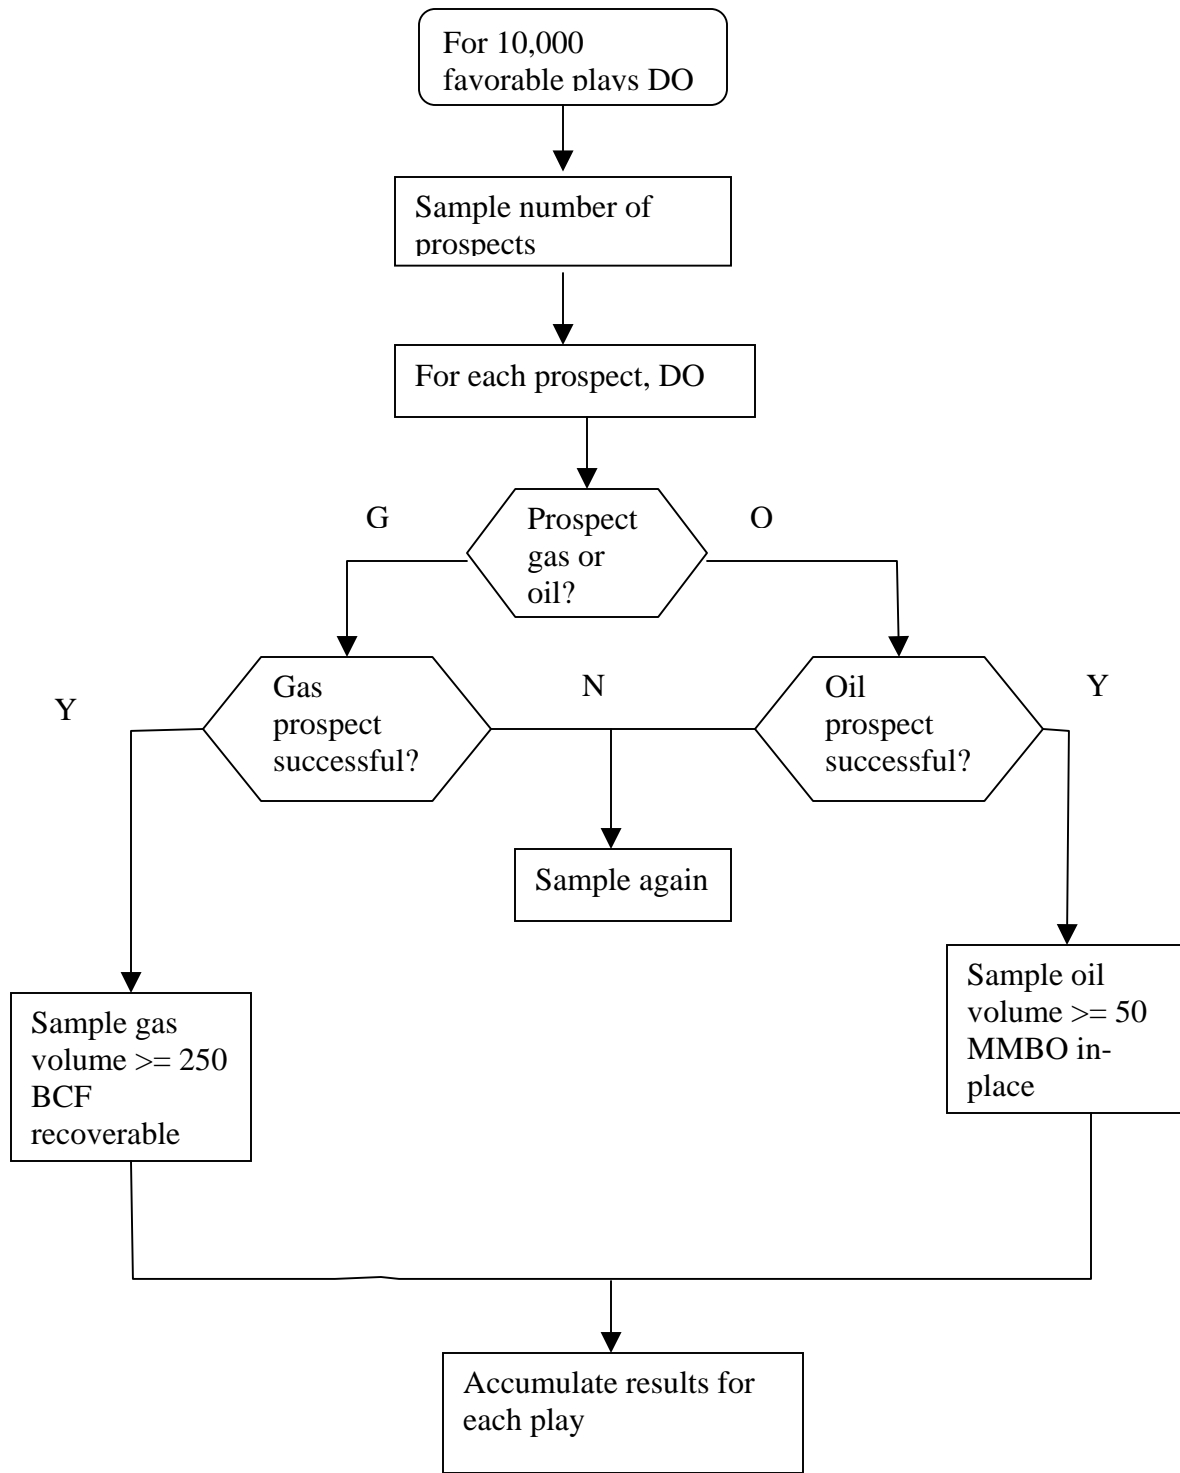 For 10,000
favorable plays DO
Sample number of
prospects
For each prospect, DO
G
Prospect
gas or
oil?
O
Y
Gas
prospect
successful?
N
Oil
prospect
successful?
Y
Sample again
Sample gas
volume >= 250
BCF
recoverable
Sample oil
volume >= 50
MMBO in-
place
Accumulate results for
each play